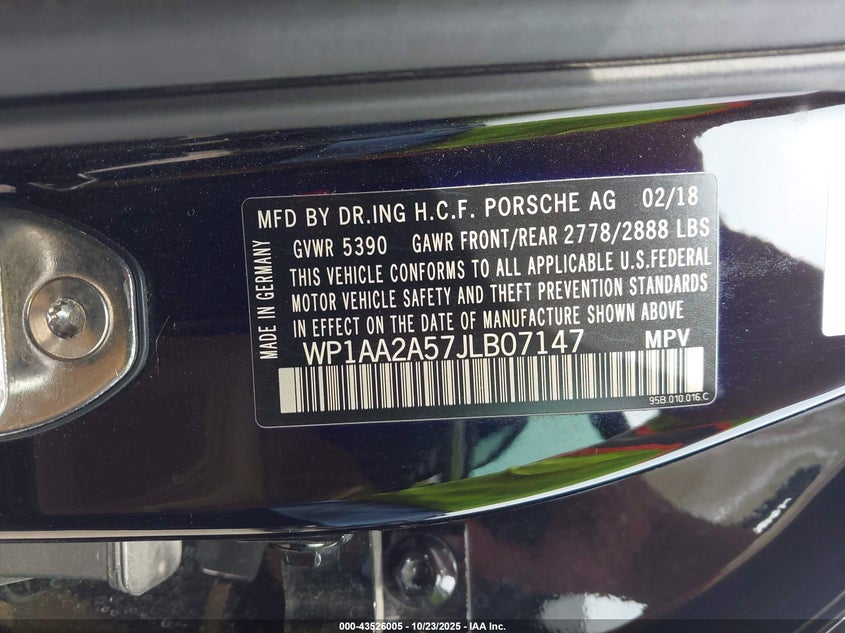 MFD BY DR.ING H.C.F. PORSCHE AG 02/18
GVWR 5390 GAWR FRONT/REAR 2778/2888 LBS
THIS VEHICLE CONFORMS TO ALL APPLICABLE U.S.FEDERAL
MOTOR VEHICLE SAFETY AND THEFT PREVENTION STANDARDS
IN EFFECT ON THE DATE OF MANUFACTURE SHOWN ABOVE
WP1AA2A57JLB07147 MPV
95B.010.016.C
MADE IN GERMANY
000-43526005 - 10/23/2025 - IAA Inc.